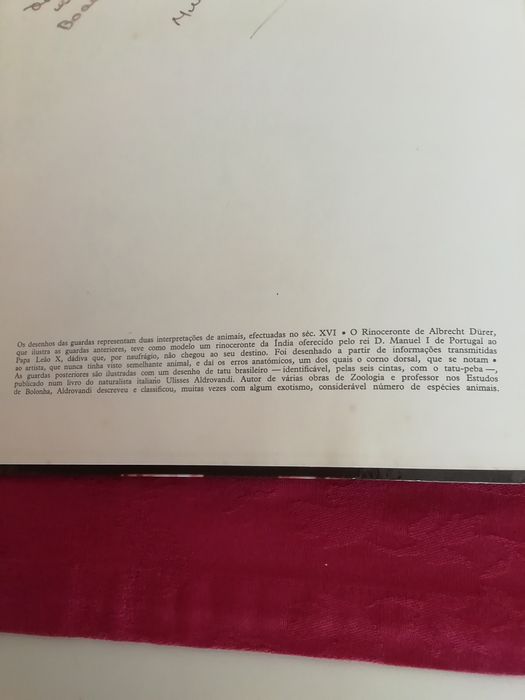 Os desenhos das guardas representam duas interpretações de animais, efectuadas no séc. XVI • O Rinoceronte de Albrecht Dürer,
que ilustra as guardas anteriores, teve como modelo um rinoceronte da Índia oferecido pelo rei D. Manuel I de Portugal ao
Papa Leão X, dádiva que, por naufrágio, não chegou ao seu destino. Foi desenhado a partir de informações transmitidas
ao artista, que nunca tinha visto semelhante animal, e daí os erros anatómicos, um dos quais o corno dorsal, que se notam •
As guardas posteriores são ilustradas com um desenho de tatu brasileiro — identificável, pelas seis cintas, com o tatu-peba —,
publicado num livro do naturalista italiano Ulisses Aldrovandi. Autor de várias obras de Zoologia e professor nos Estudos
de Bolonha, Aldrovandi descreveu e classificou, muitas vezes com algum exotismo, considerável número de espécies animais.